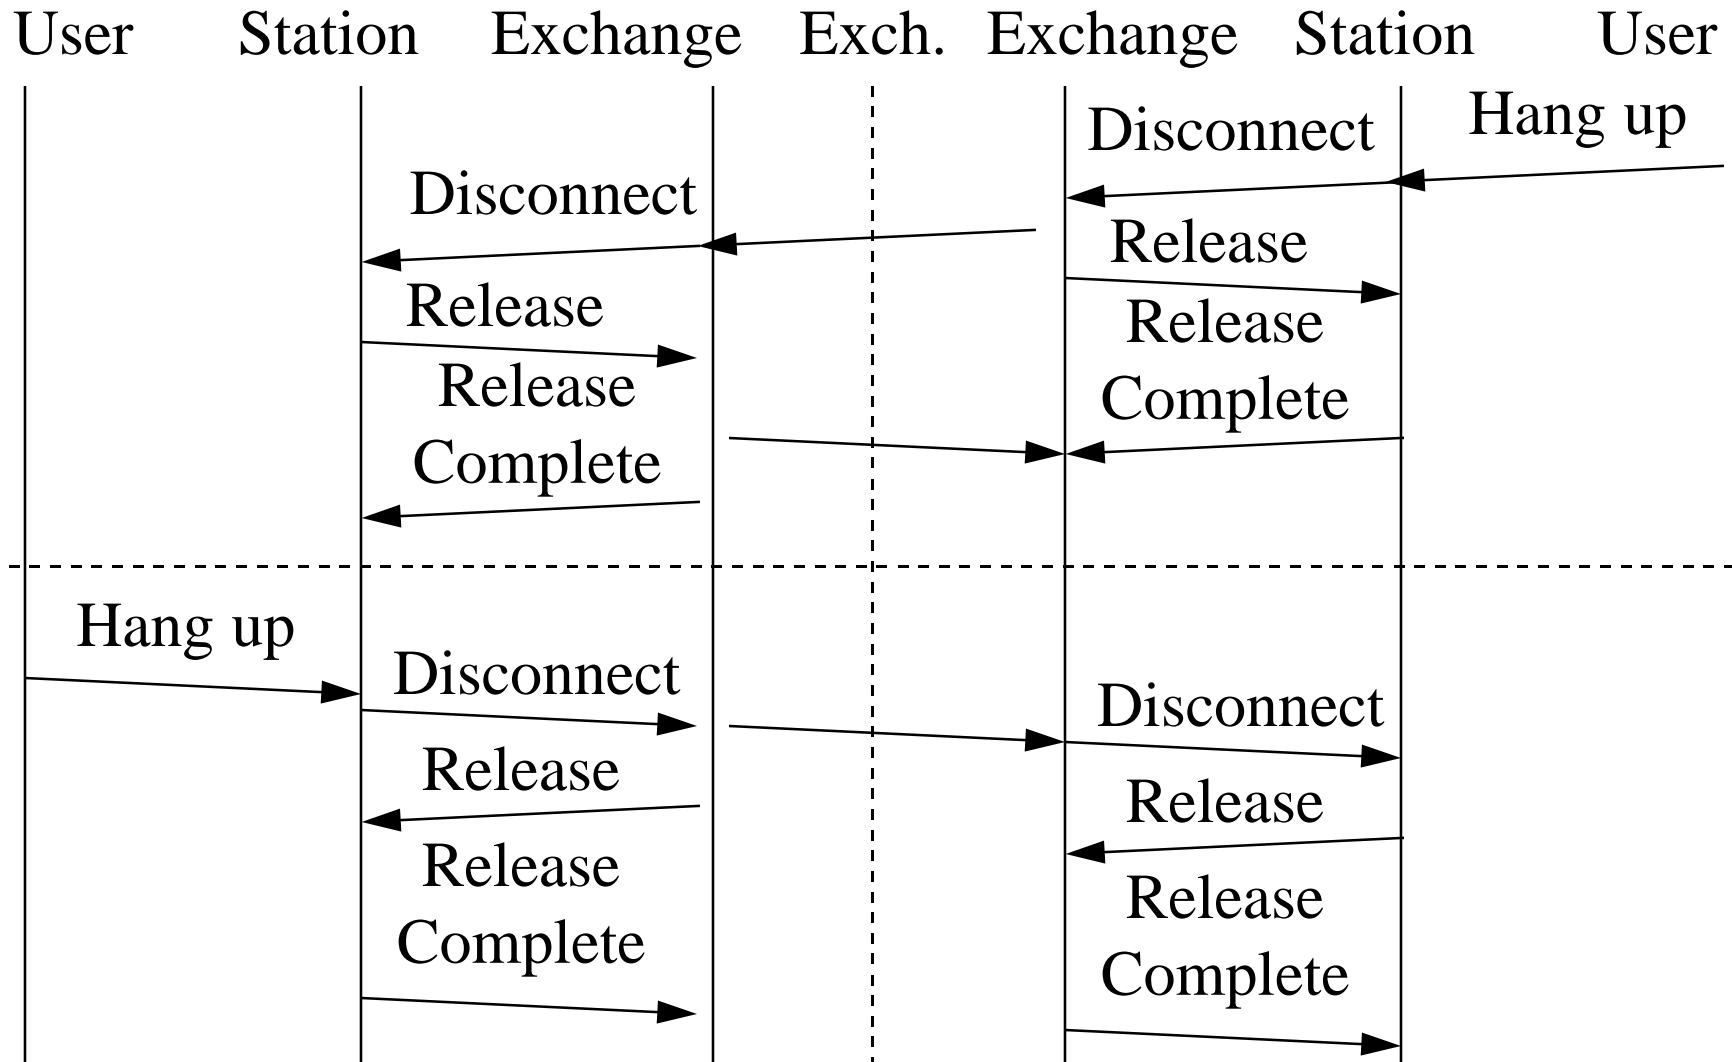 User Station Exchange Exch. Exchange Station User
Hang up
Disconnect
Disconnect
Release
Release
Release
Complete
Release
Complete
Hang up
Disconnect
Disconnect
Release
Release
Release
Complete
Release
Complete